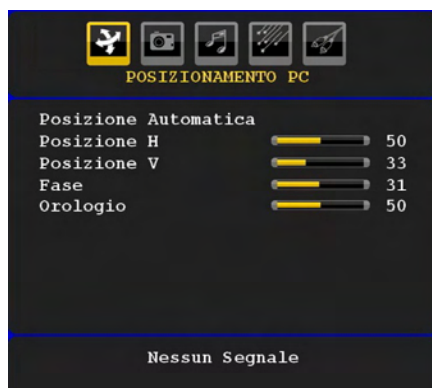 POSIZIONAMENTO PC
Posizione Automatica
Posizione H 50
Posizione V 33
Fase 31
Orologio 50
Nessun Segnale